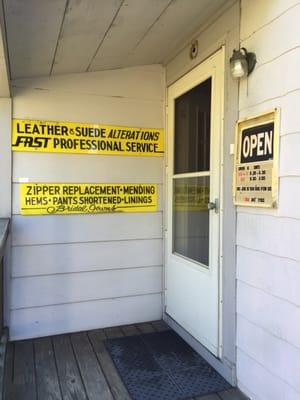 LEATHER & SUEDE ALTERATIONS
FAST PROFESSIONAL SERVICE
ZIPPER REPLACEMENT • MENDING
HEMS • PANTS SHORTENED • LININGS
Bridal Gowns
OPEN